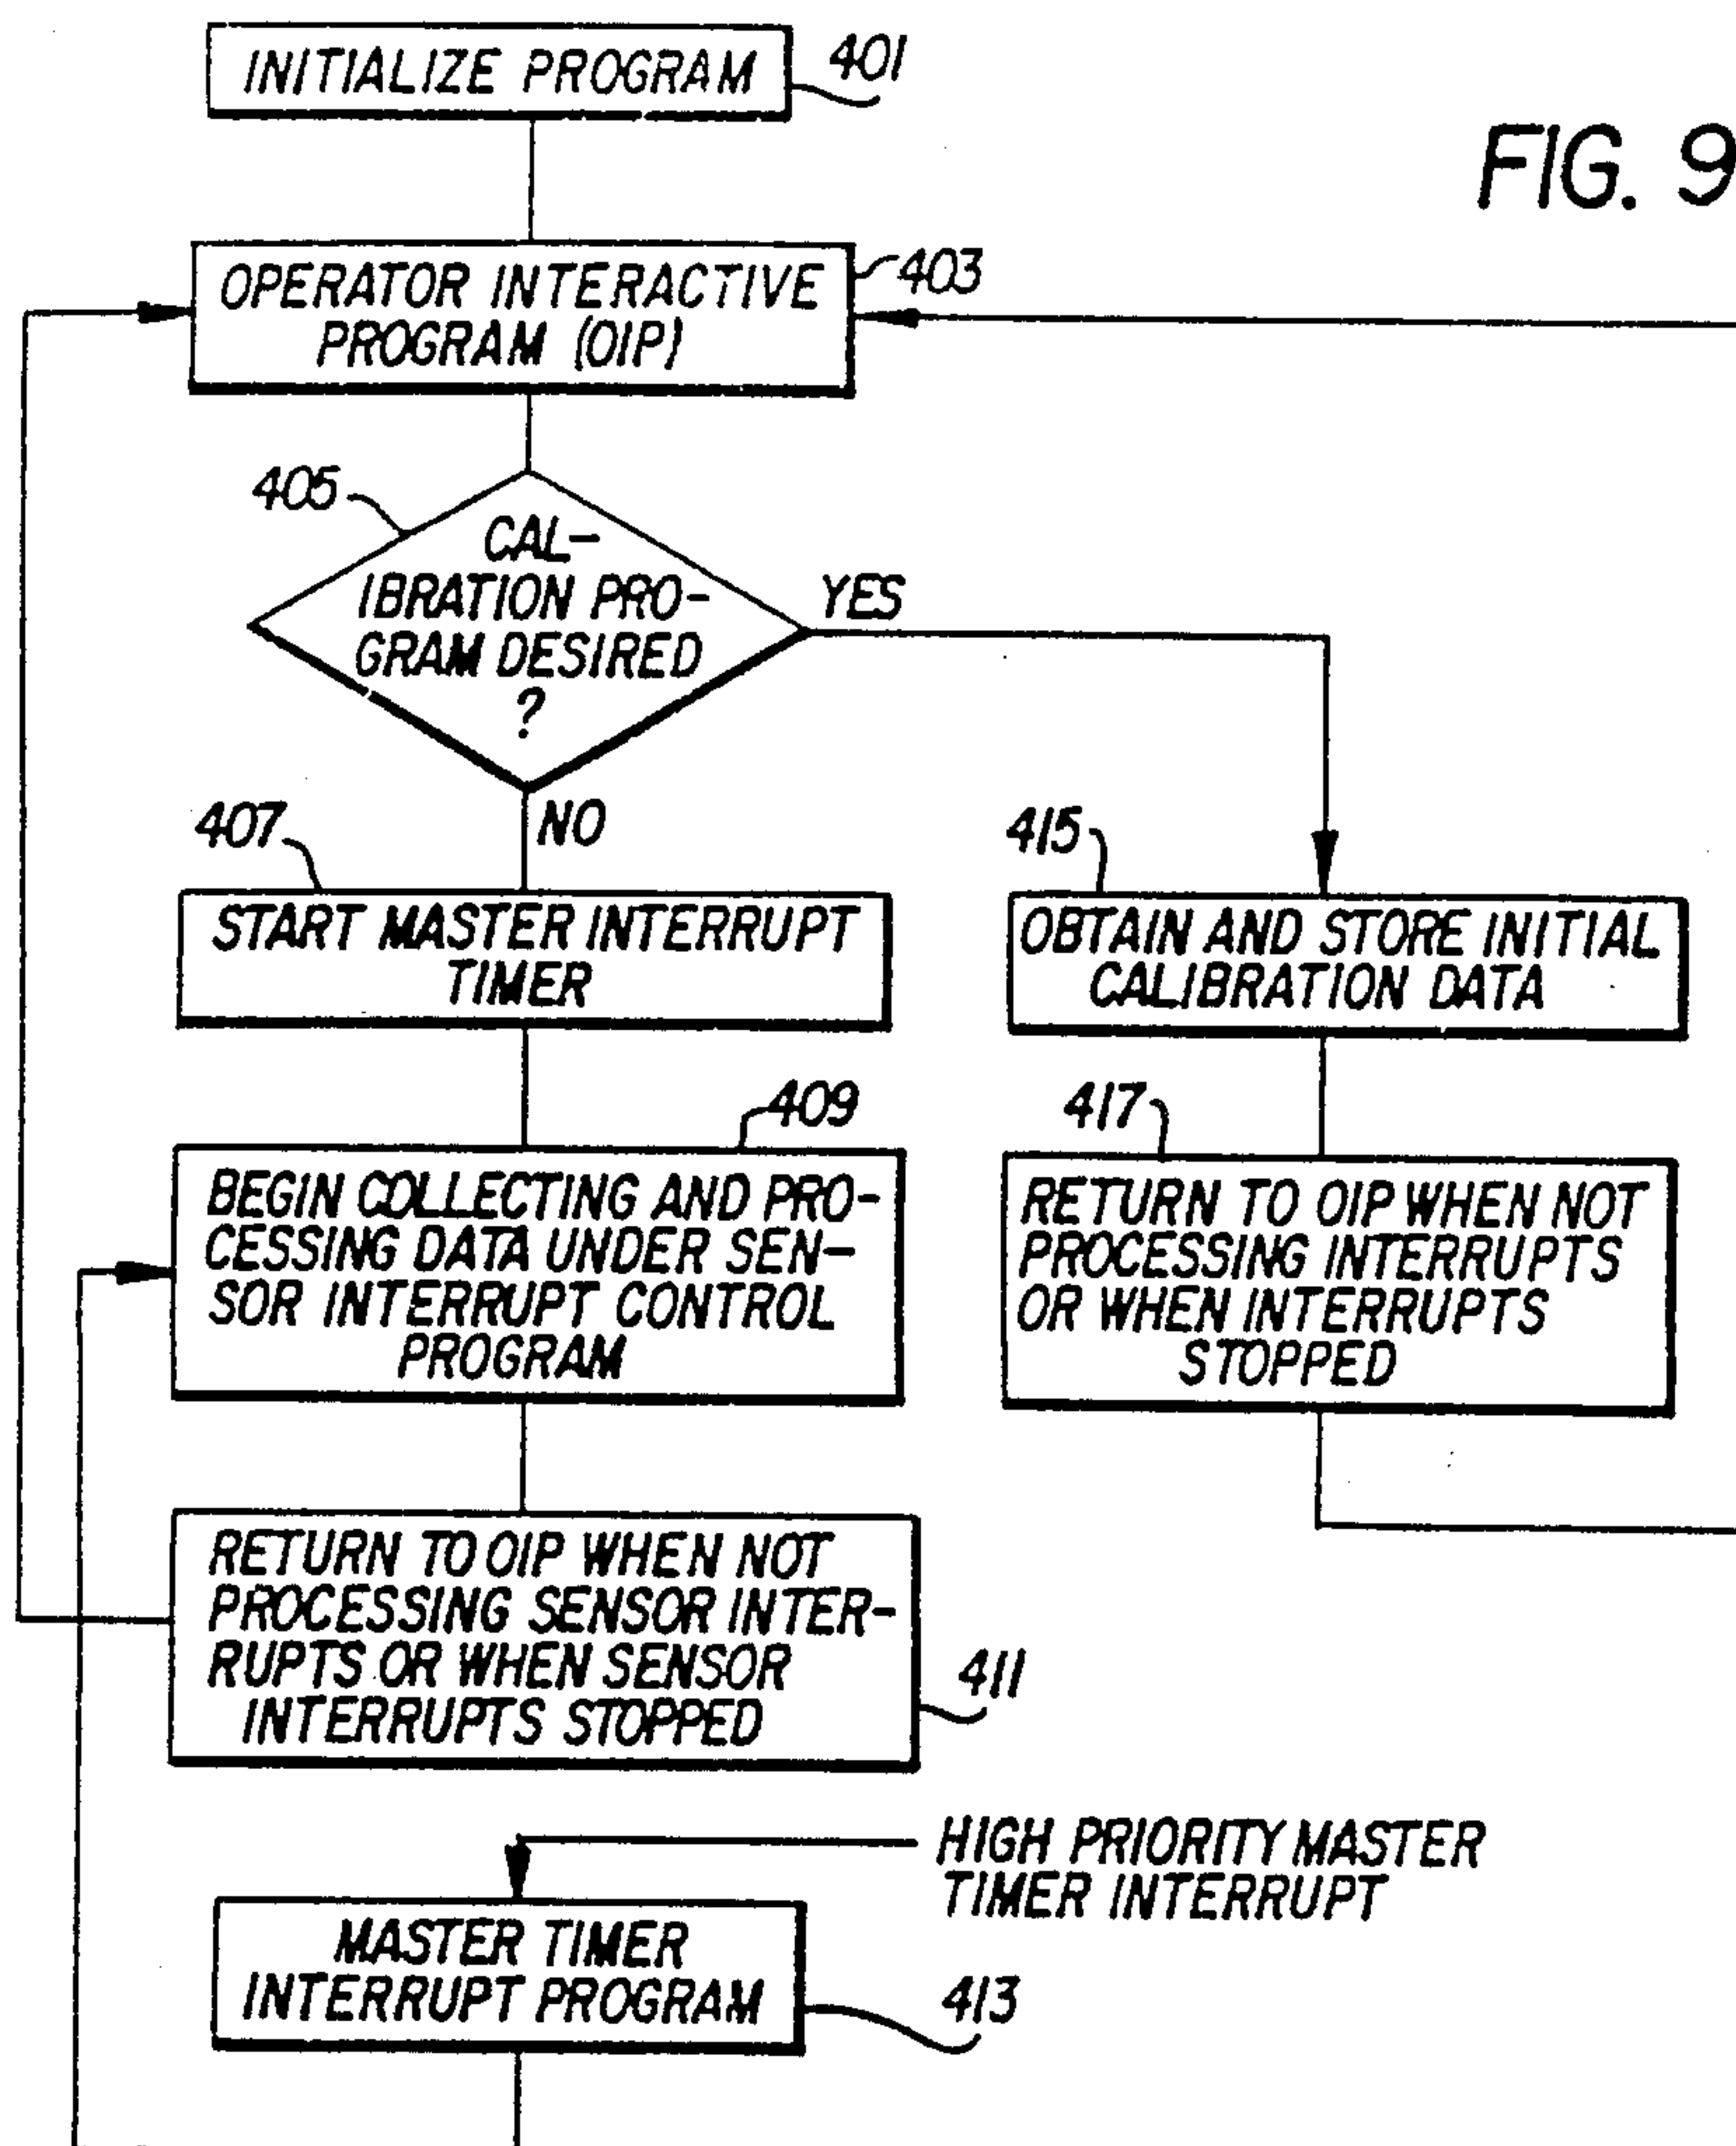 INITIALIZE PROGRAM
401
FIG. 9
OPERATOR INTERACTIVE
PROGRAM (OIP)
403
405
CAL-
IBRATION PRO-
GRAM DESIRED
?
YES
NO
407
START MASTER INTERRUPT
TIMER
415
OBTAIN AND STORE INITIAL
CALIBRATION DATA
409
BEGIN COLLECTING AND PRO-
CESSING DATA UNDER SEN-
SOR INTERRUPT CONTROL
PROGRAM
417
RETURN TO OIP WHEN NOT
PROCESSING INTERRUPTS
OR WHEN INTERRUPTS
STOPPED
RETURN TO OIP WHEN NOT
PROCESSING SENSOR INTER-
RUPTS OR WHEN SENSOR
INTERRUPTS STOPPED
411
HIGH PRIORITY MASTER
TIMER INTERRUPT
MASTER TIMER
INTERRUPT PROGRAM
413